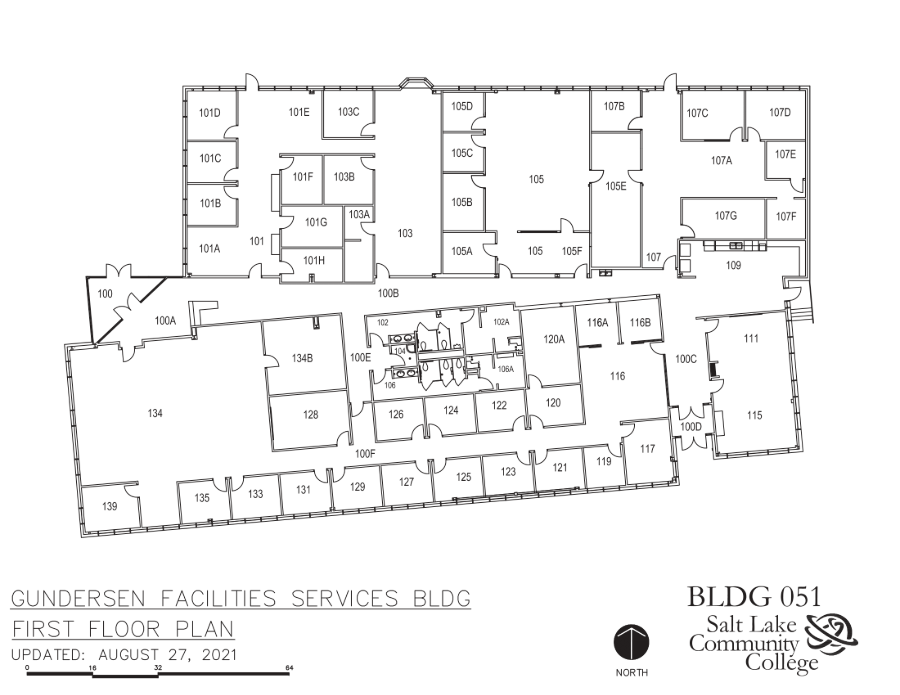 101D
101E
103C
105D
107B
107C
107D
101C
105C
107E
107A
101F
103B
105
105E
101B
105B
101G
103A
107G
107F
101A
101
103
101H
105A
105
105F
107
109
100
100B
100A
102
102A
116A
116B
111
100E
104
134B
120A
100C
106
106A
116
134
128
126
124
122
120
115
100D
100F
117
139
135
133
131
129
127
125
123
121
119
GUNDERSEN FACILITIES SERVICES BLDG
FIRST FLOOR PLAN
UPDATED: AUGUST 27, 2021
0 16 32 64
NORTH
BLDG 051
Salt Lake
Community
College